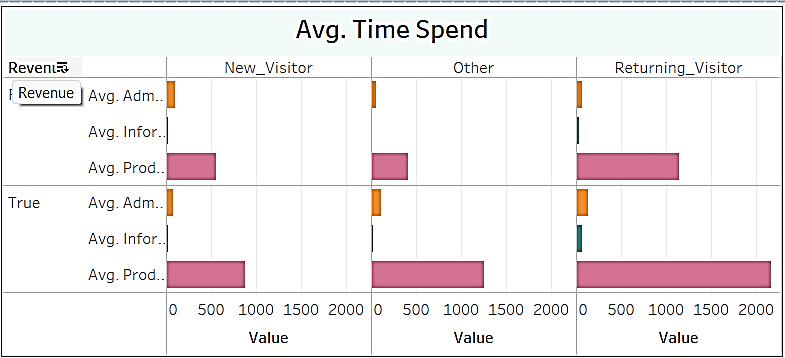 Avg. Time Spend
Revenue New_Visitor Other Returning_Visitor
Revenue
Avg. Adm..
Avg. Infor..
Avg. Prod..
True Avg. Adm..
Avg. Infor..
Avg. Prod..
0 500 1000 1500 2000 0 500 1000 1500 2000 0 500 1000 1500 2000
Value Value Value